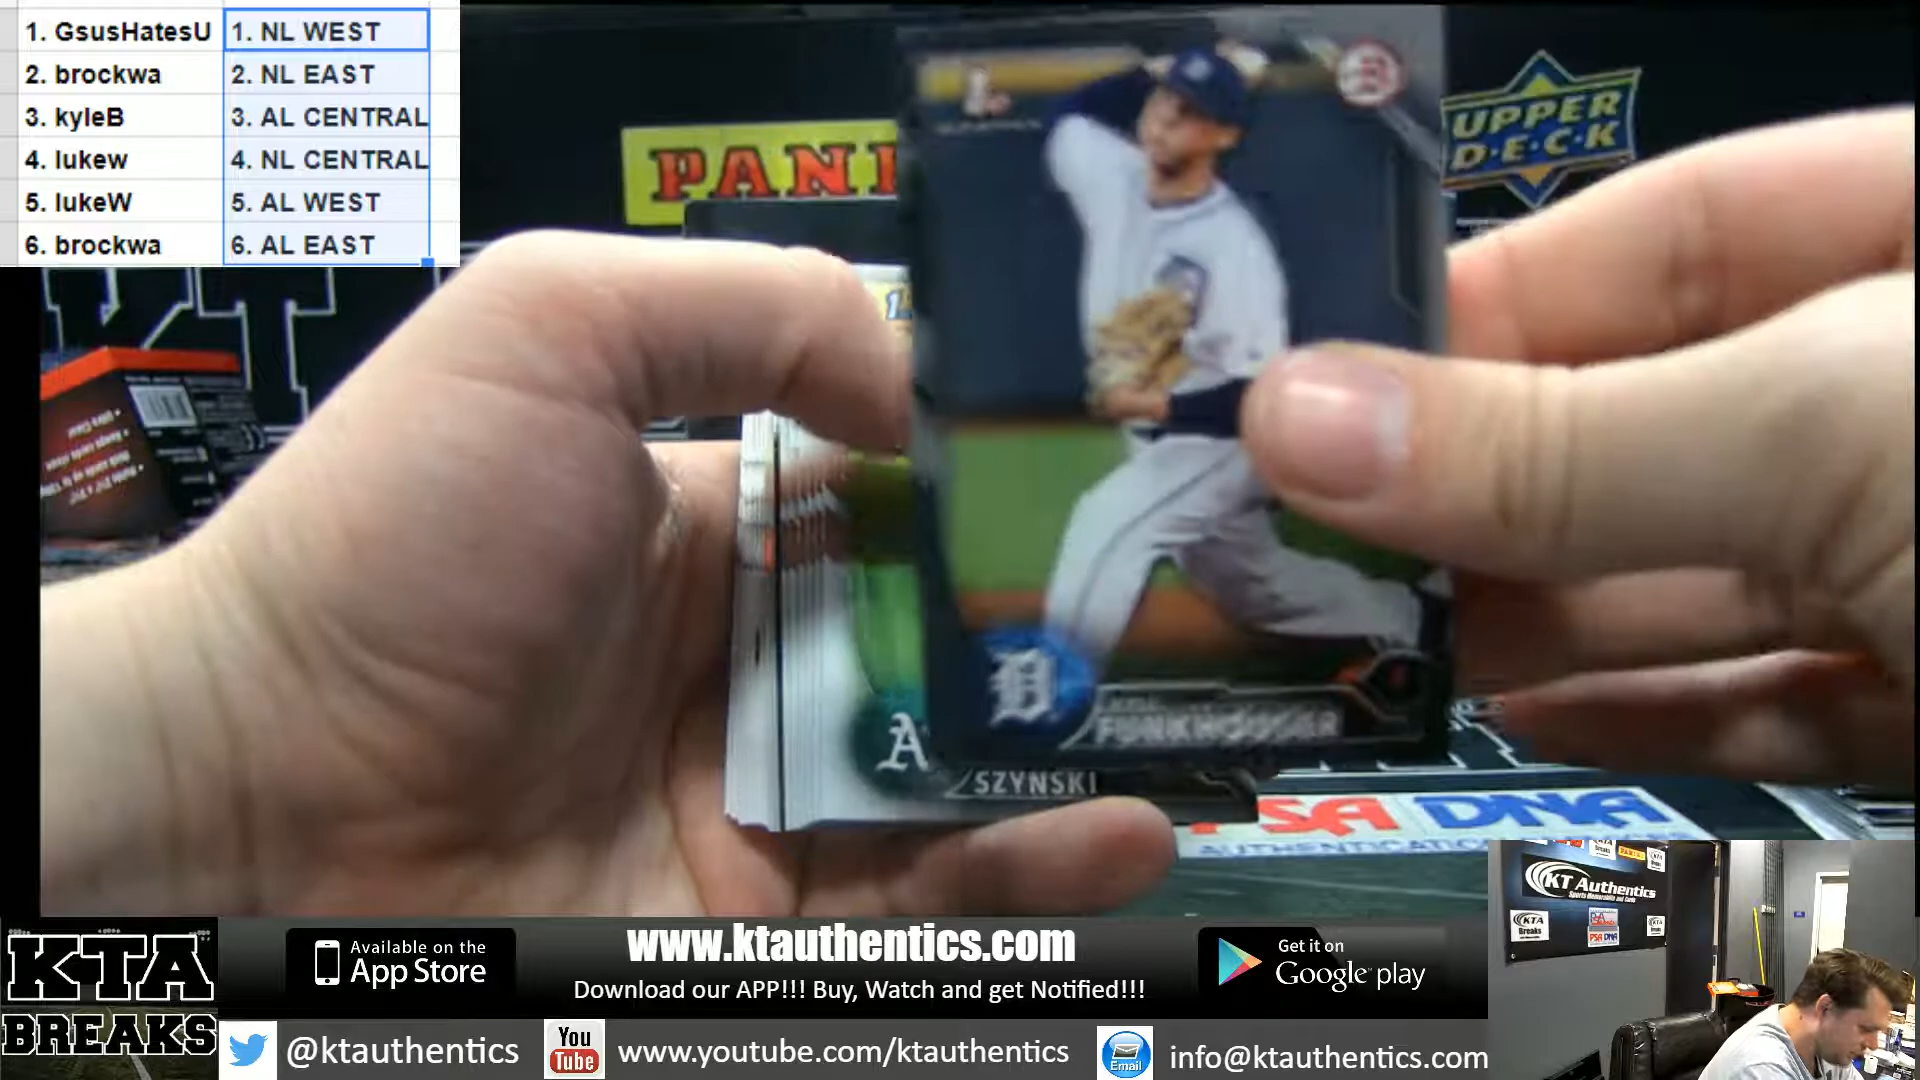 1. GsusHatesU 1. NL WEST
2. brockwa 2. NL EAST
3. kyleB 3. AL CENTRAL
4. lukew 4. NL CENTRAL
5. lukeW 5. AL WEST
6. brockwa 6. AL EAST
PANI
UPPER
D·E·C·K
KT
D
FUNKHOUSER
A
SZYNSKI
PSA DNA
KT Authentics
KTA
BREAKS
Available on the
App Store
www.ktauthentics.com
Download our APP!!! Buy, Watch and get Notified!!!
Get it on
Google play
@ktauthentics
You
Tube
www.youtube.com/ktauthentics
Email
info@ktauthentics.com